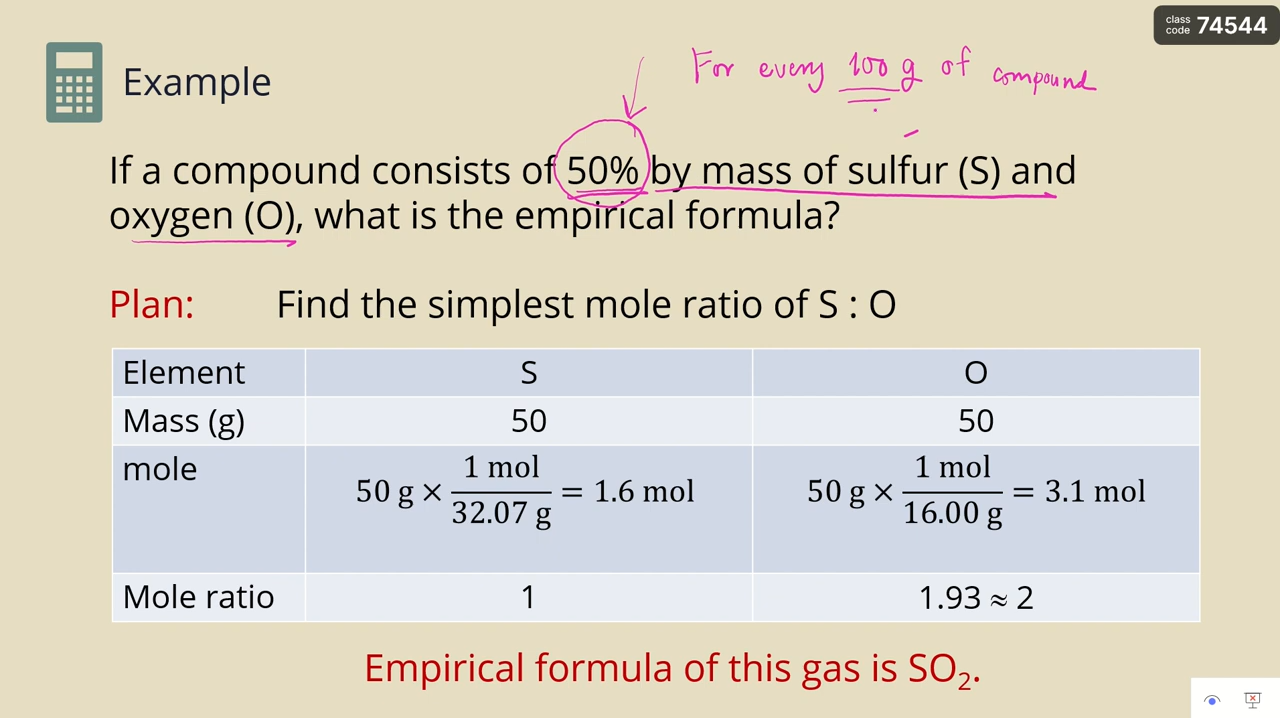 class code 74544
For every 100 g of compound
Example
If a compound consists of 50% by mass of sulfur (S) and
oxygen (O), what is the empirical formula?
Plan: Find the simplest mole ratio of S : O
Element S O
Mass (g) 50 50
mole 50 g × 1 mol / 32.07 g = 1.6 mol 50 g × 1 mol / 16.00 g = 3.1 mol
Mole ratio 1 1.93 ≈ 2
Empirical formula of this gas is SO₂.